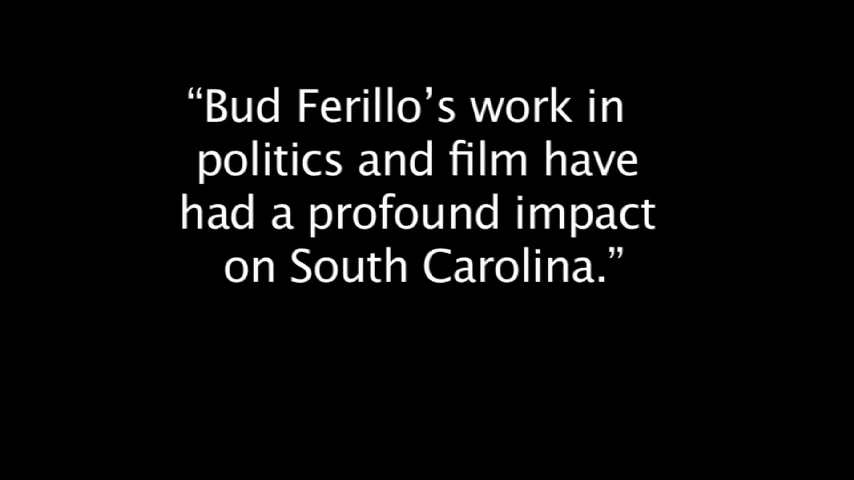 “Bud Ferillo’s work in
politics and film have
had a profound impact
on South Carolina.”